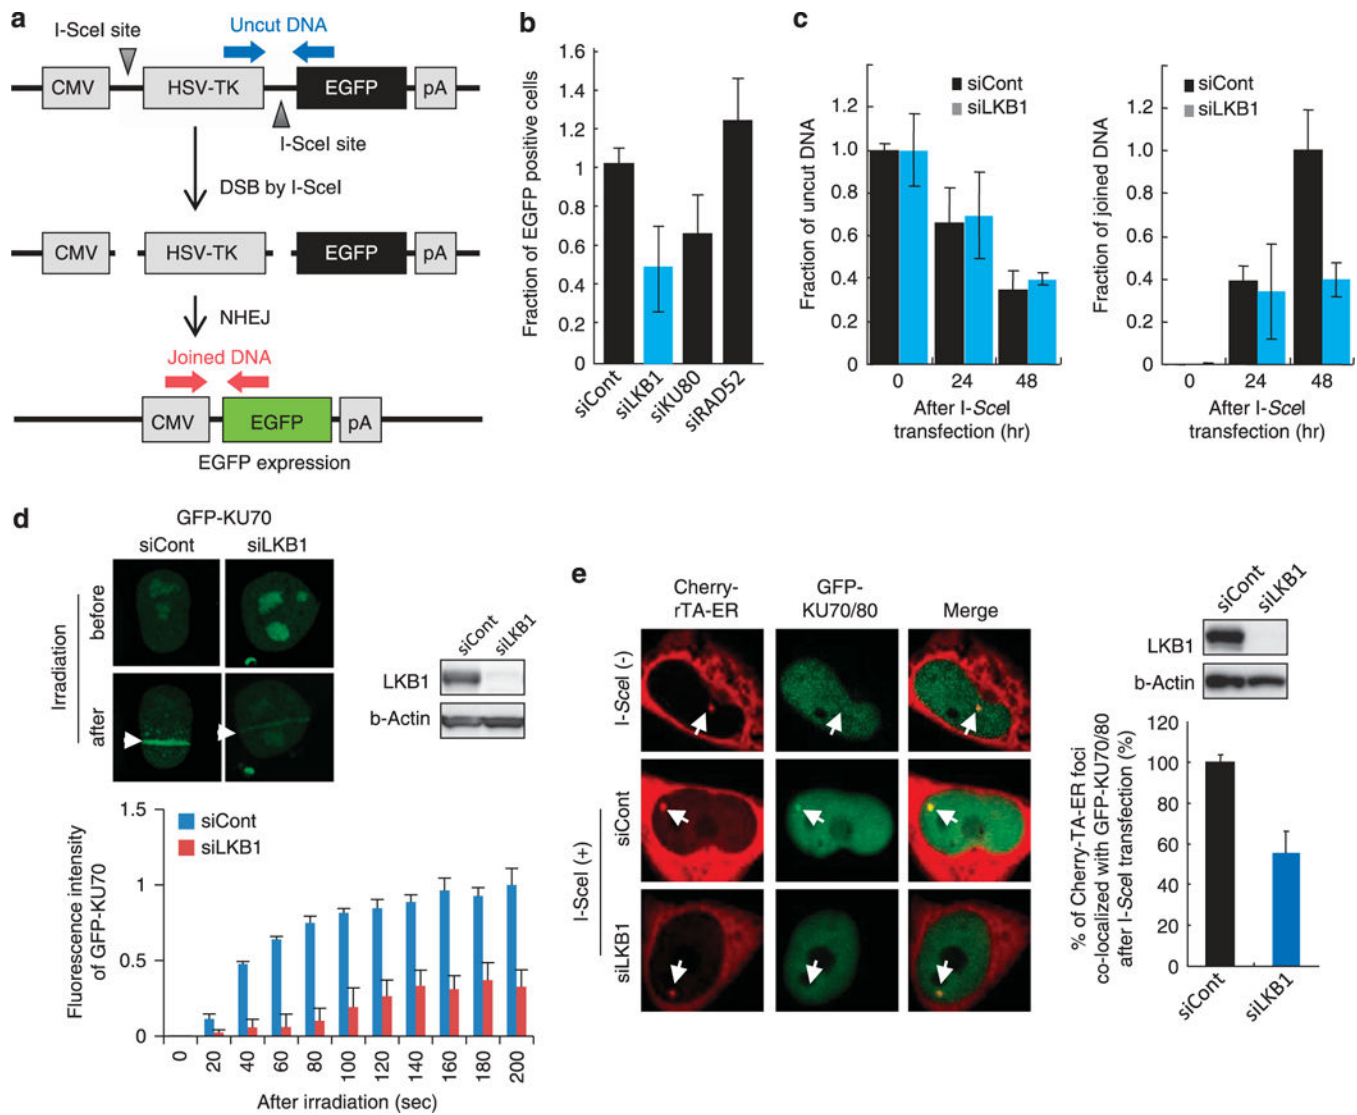 a
I-SceI site
Uncut DNA
CMV
HSV-TK
EGFP
pA
I-SceI site
DSB by I-SceI
CMV
HSV-TK
EGFP
pA
NHEJ
Joined DNA
CMV
EGFP
pA
EGFP expression
b
Fraction of EGFP positive cells
1.6
1.4
1.2
1
0.8
0.6
0.4
0.2
0
siCont
siLKB1
siKU80
siRAD52
c
Fraction of uncut DNA
siCont
siLKB1
1.2
1.0
0.8
0.6
0.4
0.2
0
0 24 48
After I-SceI
transfection (hr)
Fraction of joined DNA
siCont
siLKB1
1.2
1.0
0.8
0.6
0.4
0.2
0
0 24 48
After I-SceI
transfection (hr)
d
GFP-KU70
siCont siLKB1
Irradiation
before
after
siCont
siLKB1
LKB1
b-Actin
Fluorescence intensity
of GFP-KU70
1.5
1
0.5
0
siCont
siLKB1
0 20 40 60 80 100 120 140 160 180 200
After irradiation (sec)
e
Cherry-
rTA-ER
GFP-
KU70/80
Merge
I-SceI (-)
I-SceI (+)
siCont
siLKB1
siCont
siLKB1
LKB1
b-Actin
% of Cherry-TA-ER foci
co-localized with GFP-KU70/80
after I-SceI transfection (%)
120
100
80
60
40
20
0
siCont
siLKB1